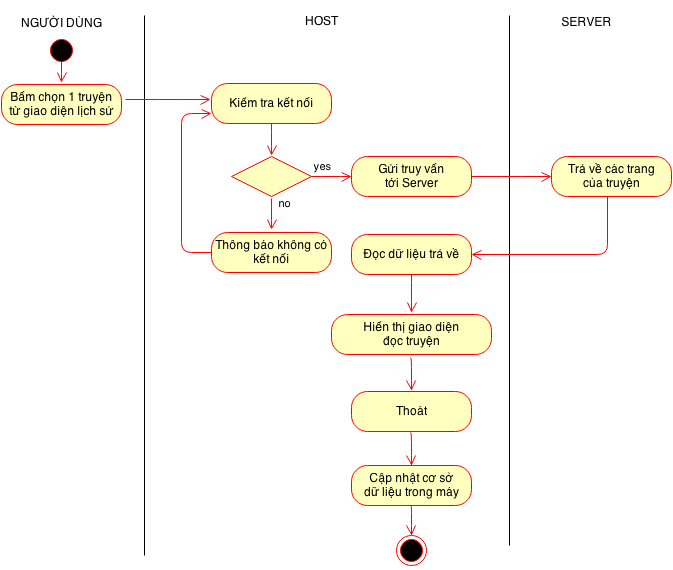 NGƯỜI DÙNG
HOST
SERVER
Bấm chọn 1 truyện
từ giao diện lịch sử
Kiểm tra kết nối
yes
no
Gửi truy vấn
tới Server
Trả về các trang
của truyện
Thông báo không có
kết nối
Đọc dữ liệu trả về
Hiển thị giao diện
đọc truyện
Thoát
Cập nhật cơ sở
dữ liệu trong máy